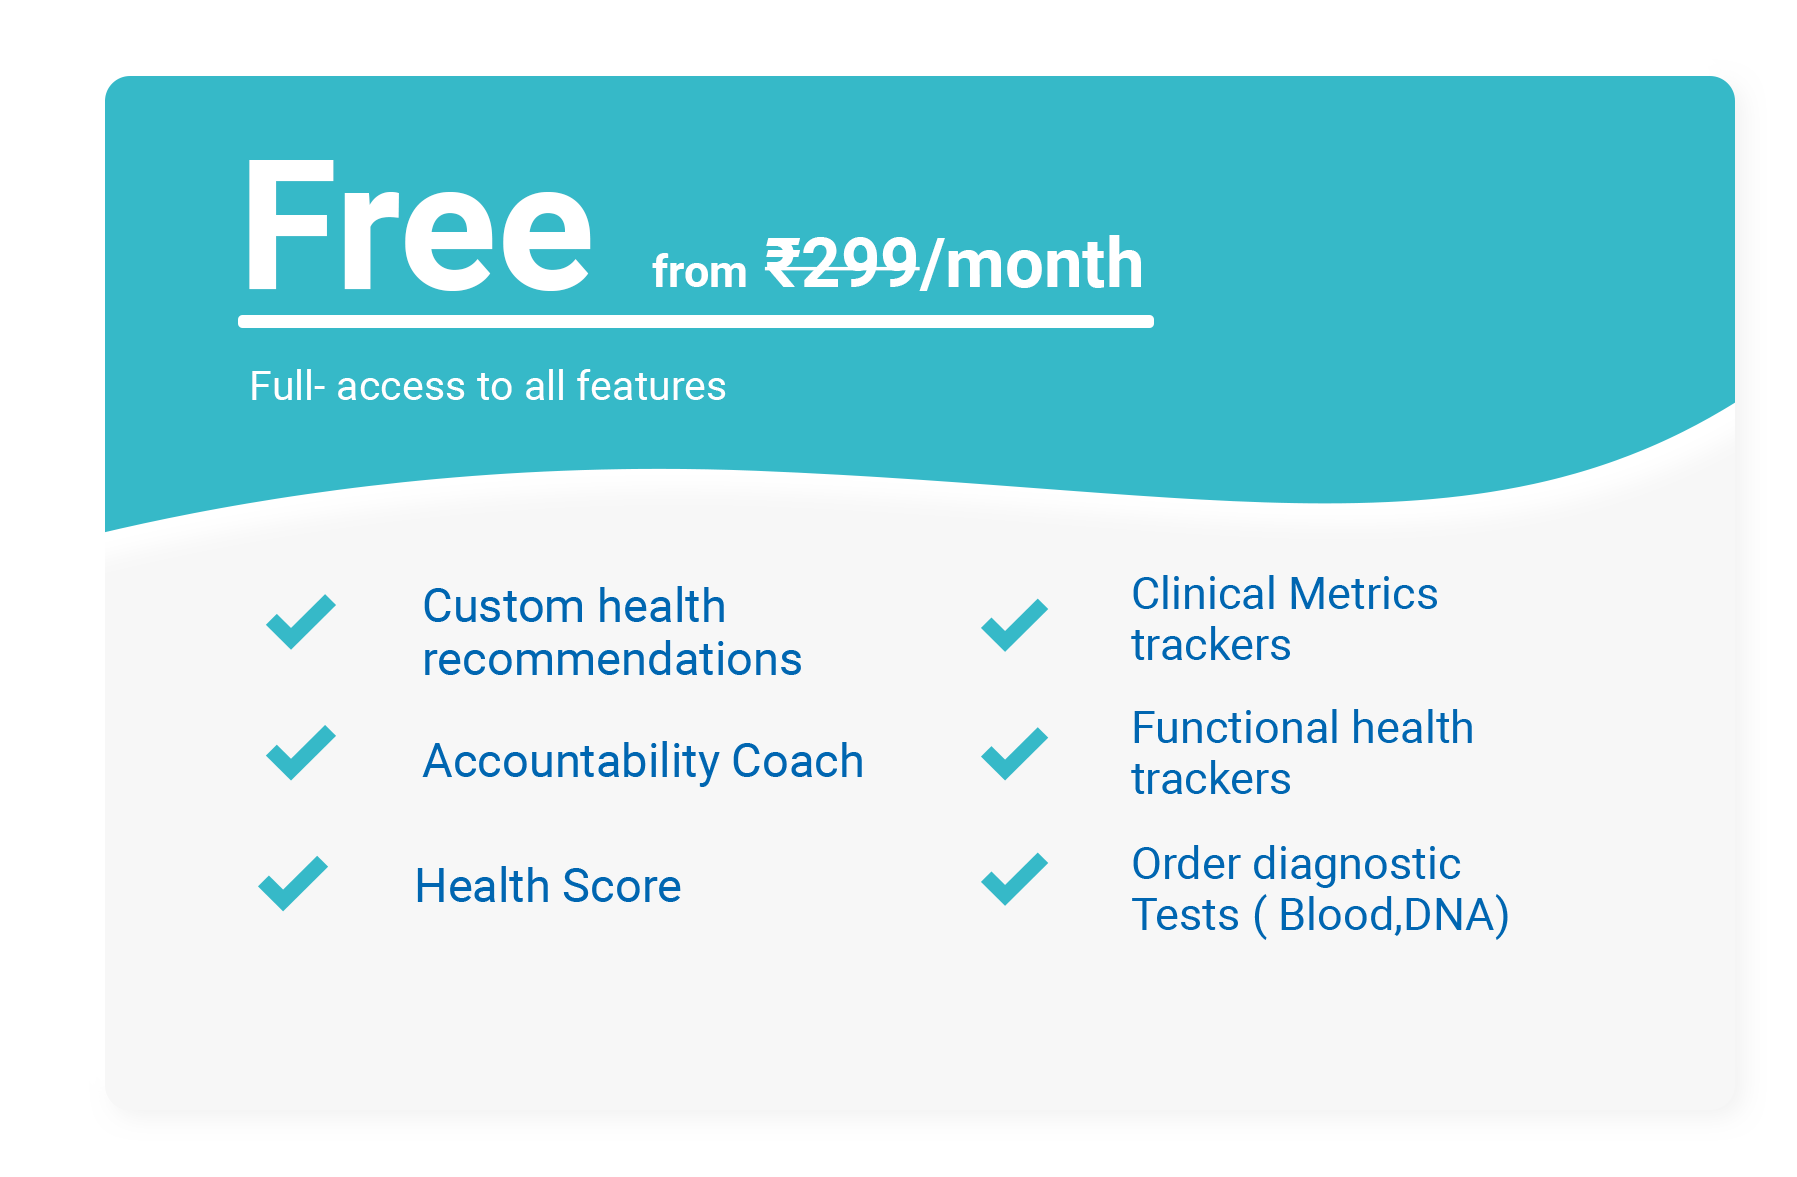 Free from ₹299/month
Full- access to all features
Custom health
recommendations
Accountability Coach
Health Score
Clinical Metrics
trackers
Functional health
trackers
Order diagnostic
Tests ( Blood,DNA)